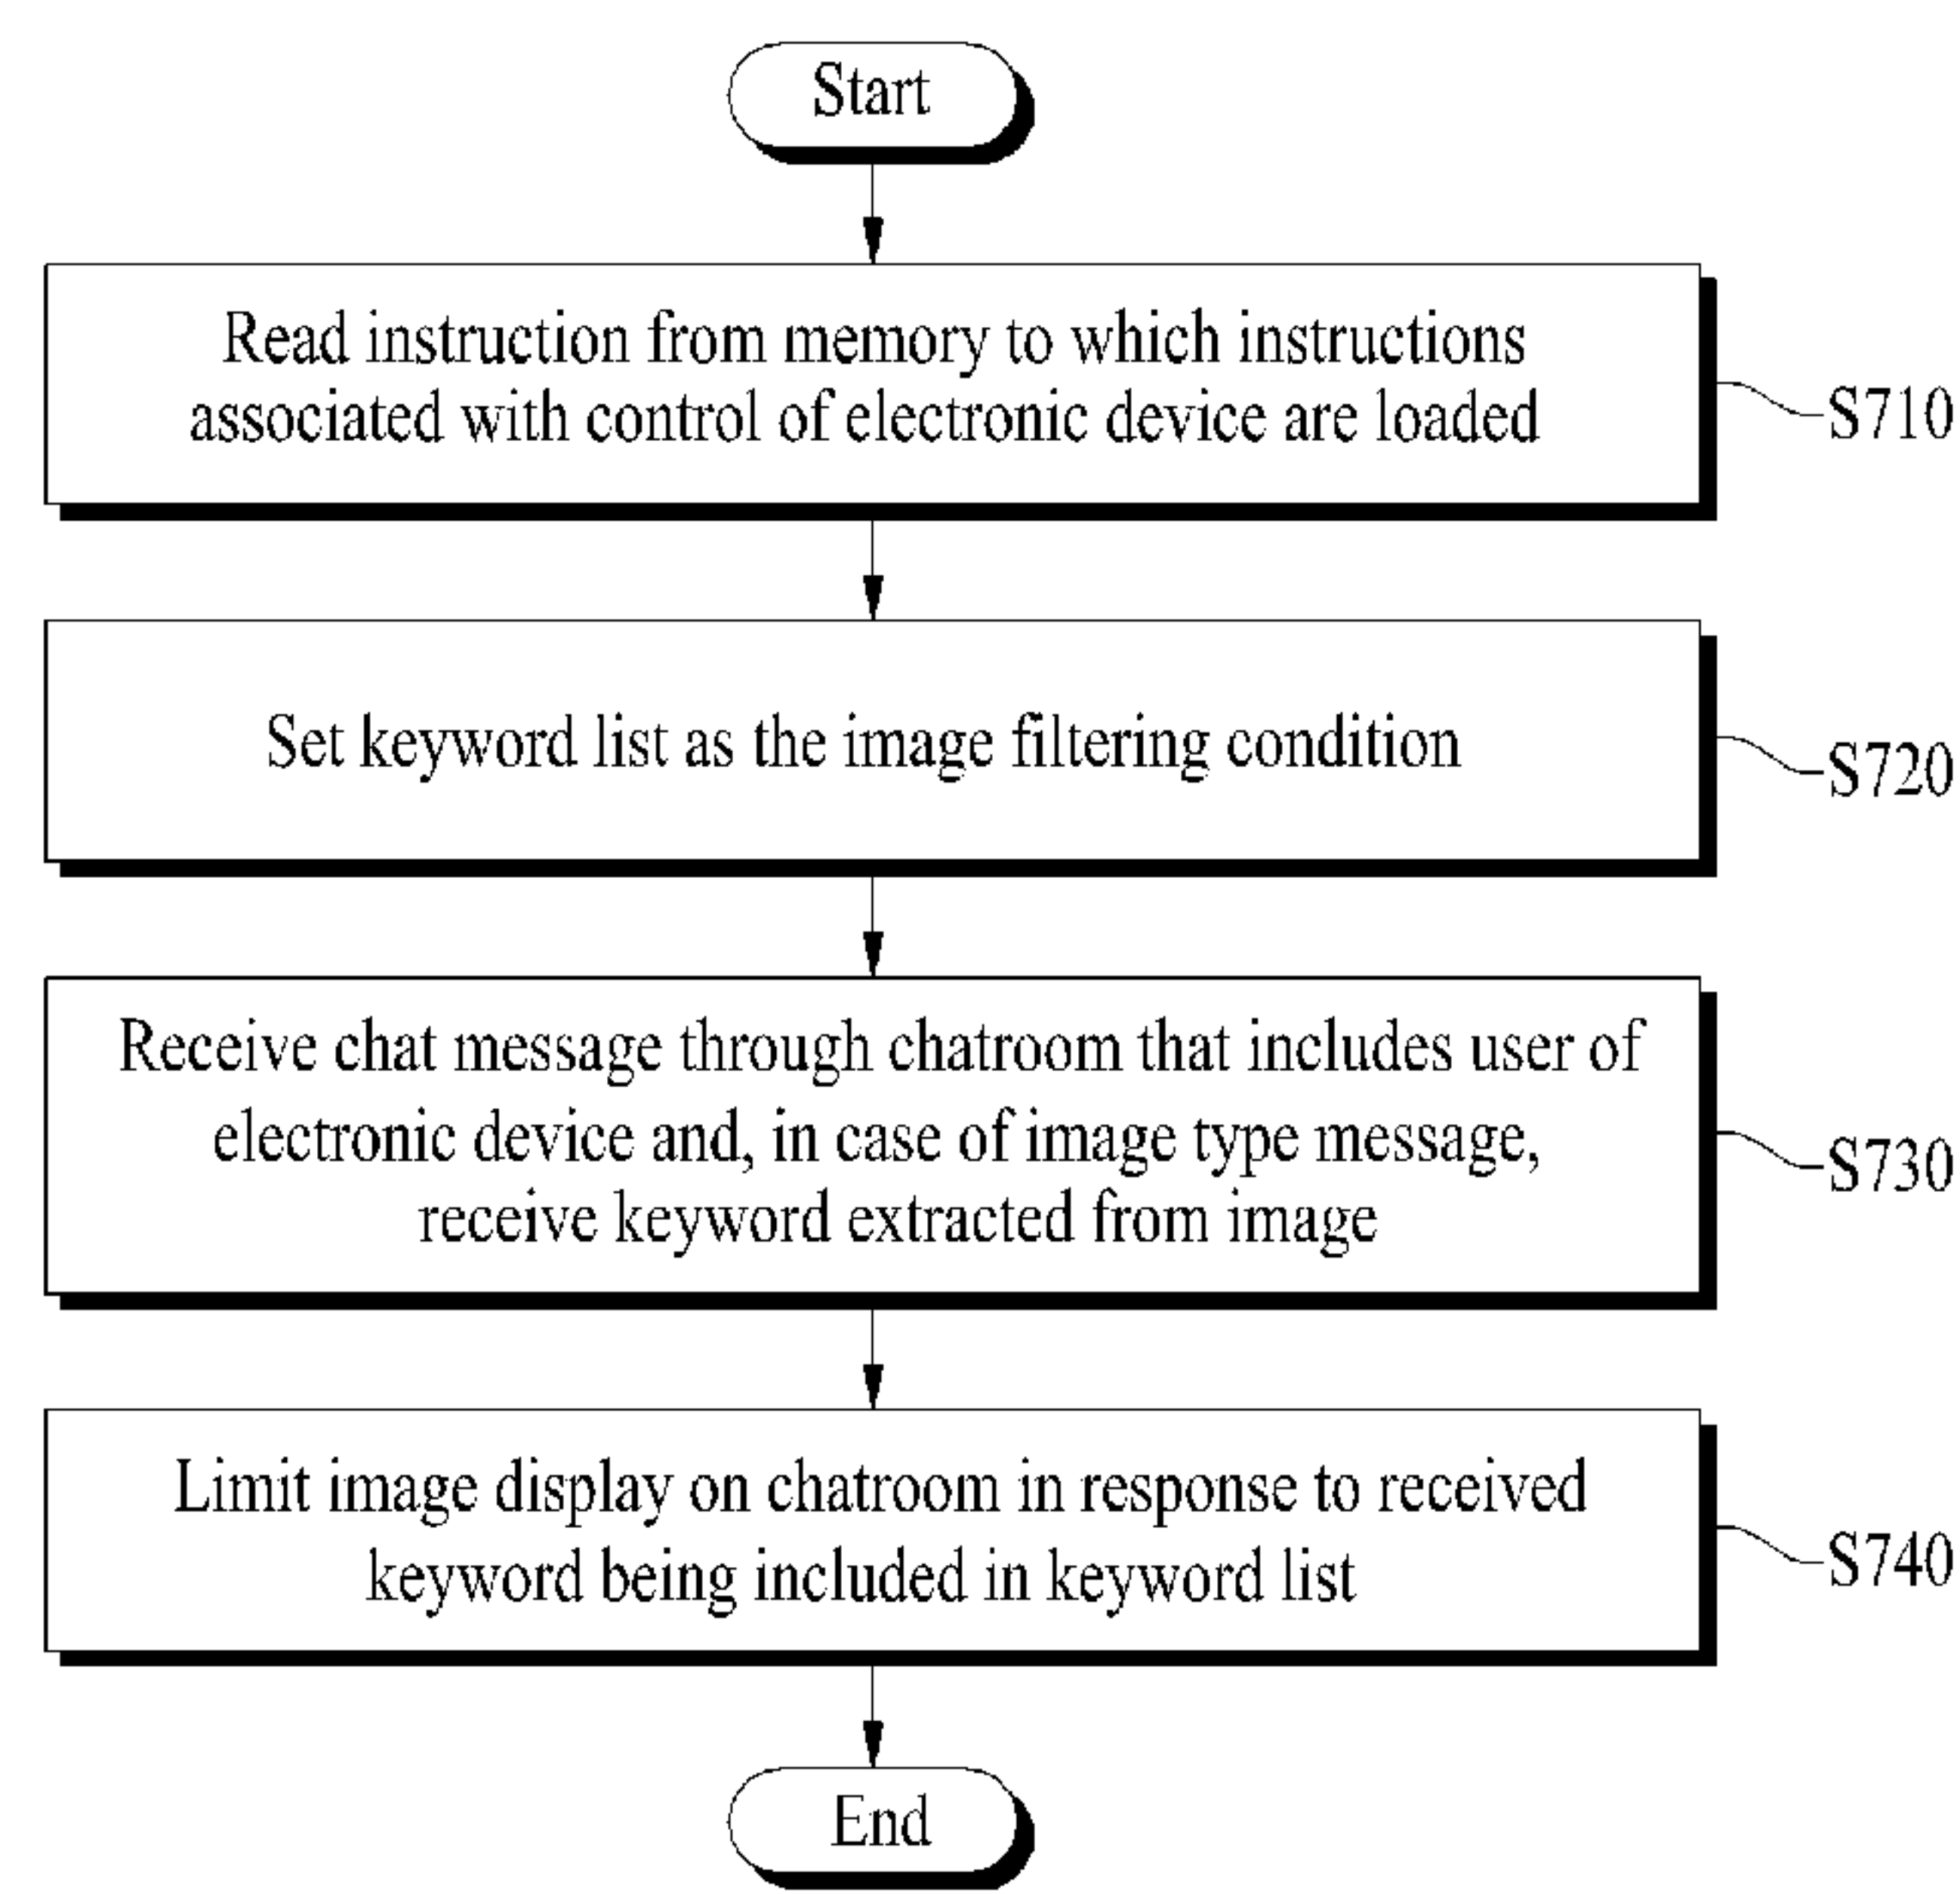 Start
Read instruction from memory to which instructions
associated with control of electronic device are loaded
S710
Set keyword list as the image filtering condition
S720
Receive chat message through chatroom that includes user of
electronic device and, in case of image type message,
receive keyword extracted from image
S730
Limit image display on chatroom in response to received
keyword being included in keyword list
S740
End